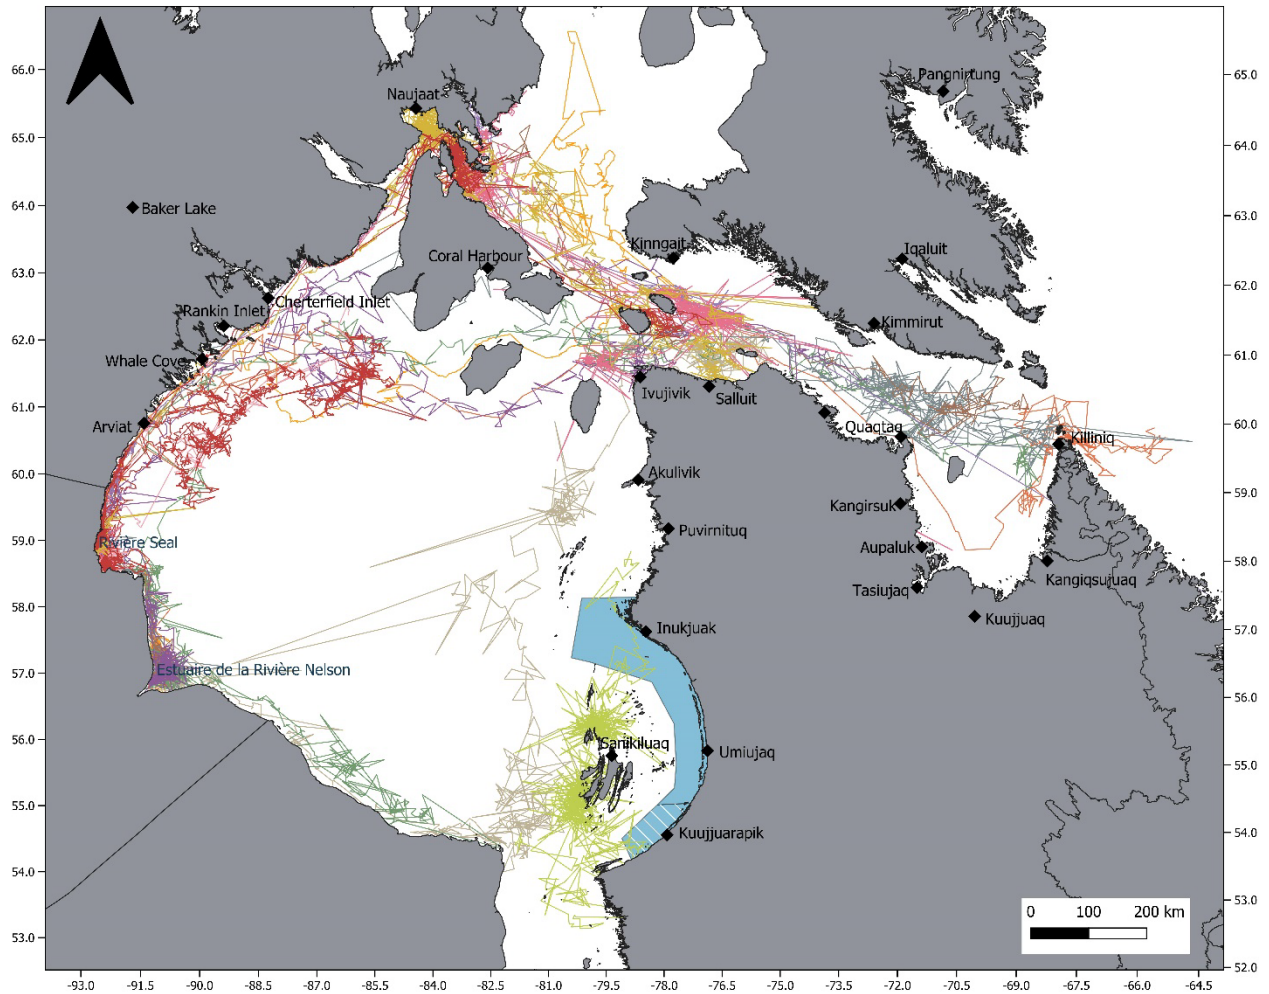 66.0
65.0
64.0
63.0
62.0
61.0
60.0
59.0
58.0
57.0
56.0
55.0
54.0
53.0
65.0
64.0
63.0
62.0
61.0
60.0
59.0
58.0
57.0
56.0
55.0
54.0
53.0
52.0
Pangnirtung
Naujaat
Baker Lake
Kinngait
Iqaluit
Coral Harbour
Cherterfield Inlet
Rankin Inlet
Kimmirut
Whale Cove
Ivujivik
Salluit
Arviat
Quaqtaq
Killiniq
Akulivik
Kangirsuk
Puvirnituq
Rivière Seal
Aupaluk
Kangiqsujuaq
Tasiujaq
Kuujjuaq
Inukjuak
Estuaire de la Rivière Nelson
Sanikiluaq
Umiujaq
Kuujjuarapik
0 100 200 km
-93.0 -91.5 -90.0 -88.5 -87.0 -85.5 -84.0 -82.5 -81.0 -79.5 -78.0 -76.5 -75.0 -73.5 -72.0 -70.5 -69.0 -67.5 -66.0 -64.5